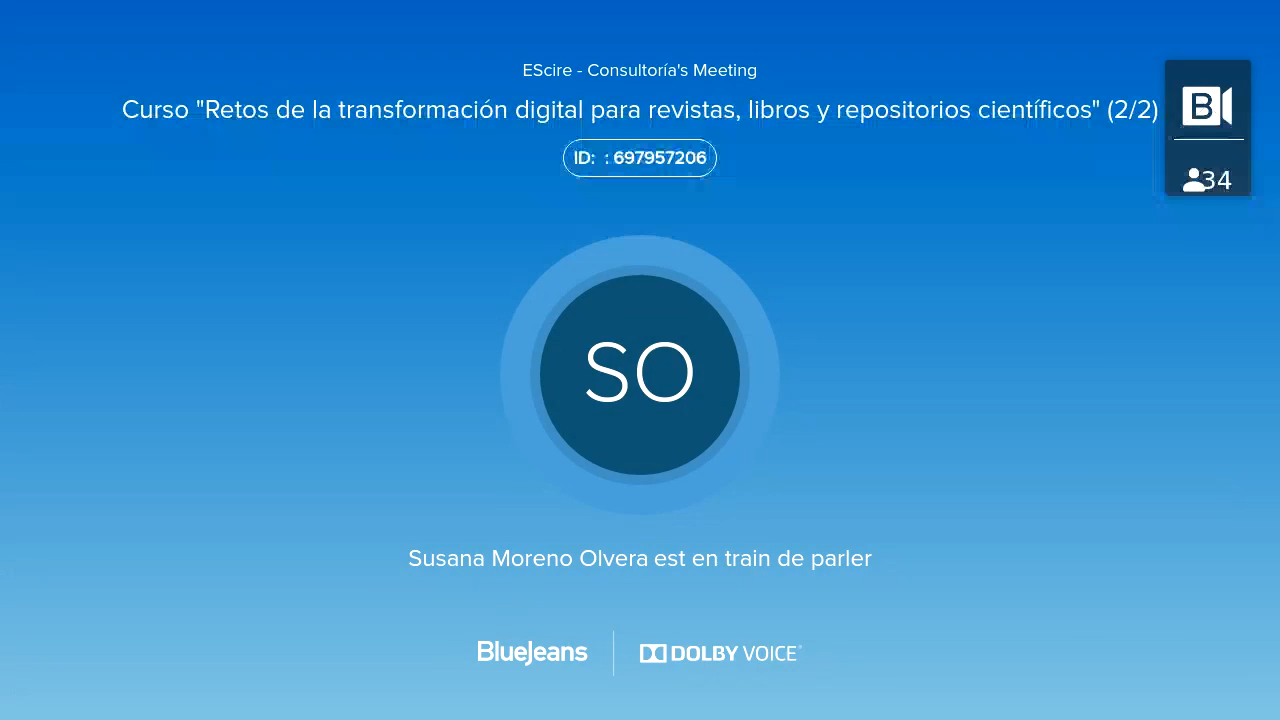 EScire - Consultoría's Meeting
Curso "Retos de la transformación digital para revistas, libros y repositorios científicos" (2/2)
ID: : 697957206
B
34
SO
Susana Moreno Olvera est en train de parler
BlueJeans
DOLBY VOICE®